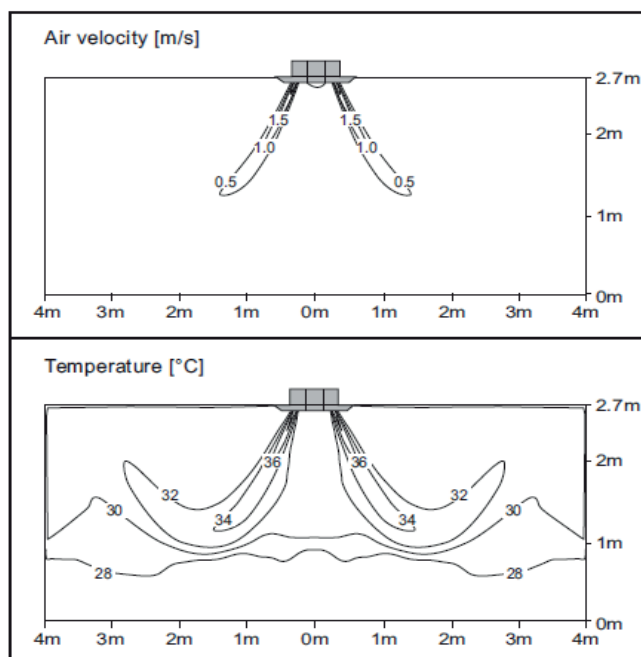 Air velocity [m/s]
2.7m
1.5 1.5
2m
1.0 1.0
0.5 0.5
1m
0m
4m 3m 2m 1m 0m 1m 2m 3m 4m
Temperature [°C]
2.7m
36 36
2m
32 32
30 34 34 30
1m
28 28
0m
4m 3m 2m 1m 0m 1m 2m 3m 4m